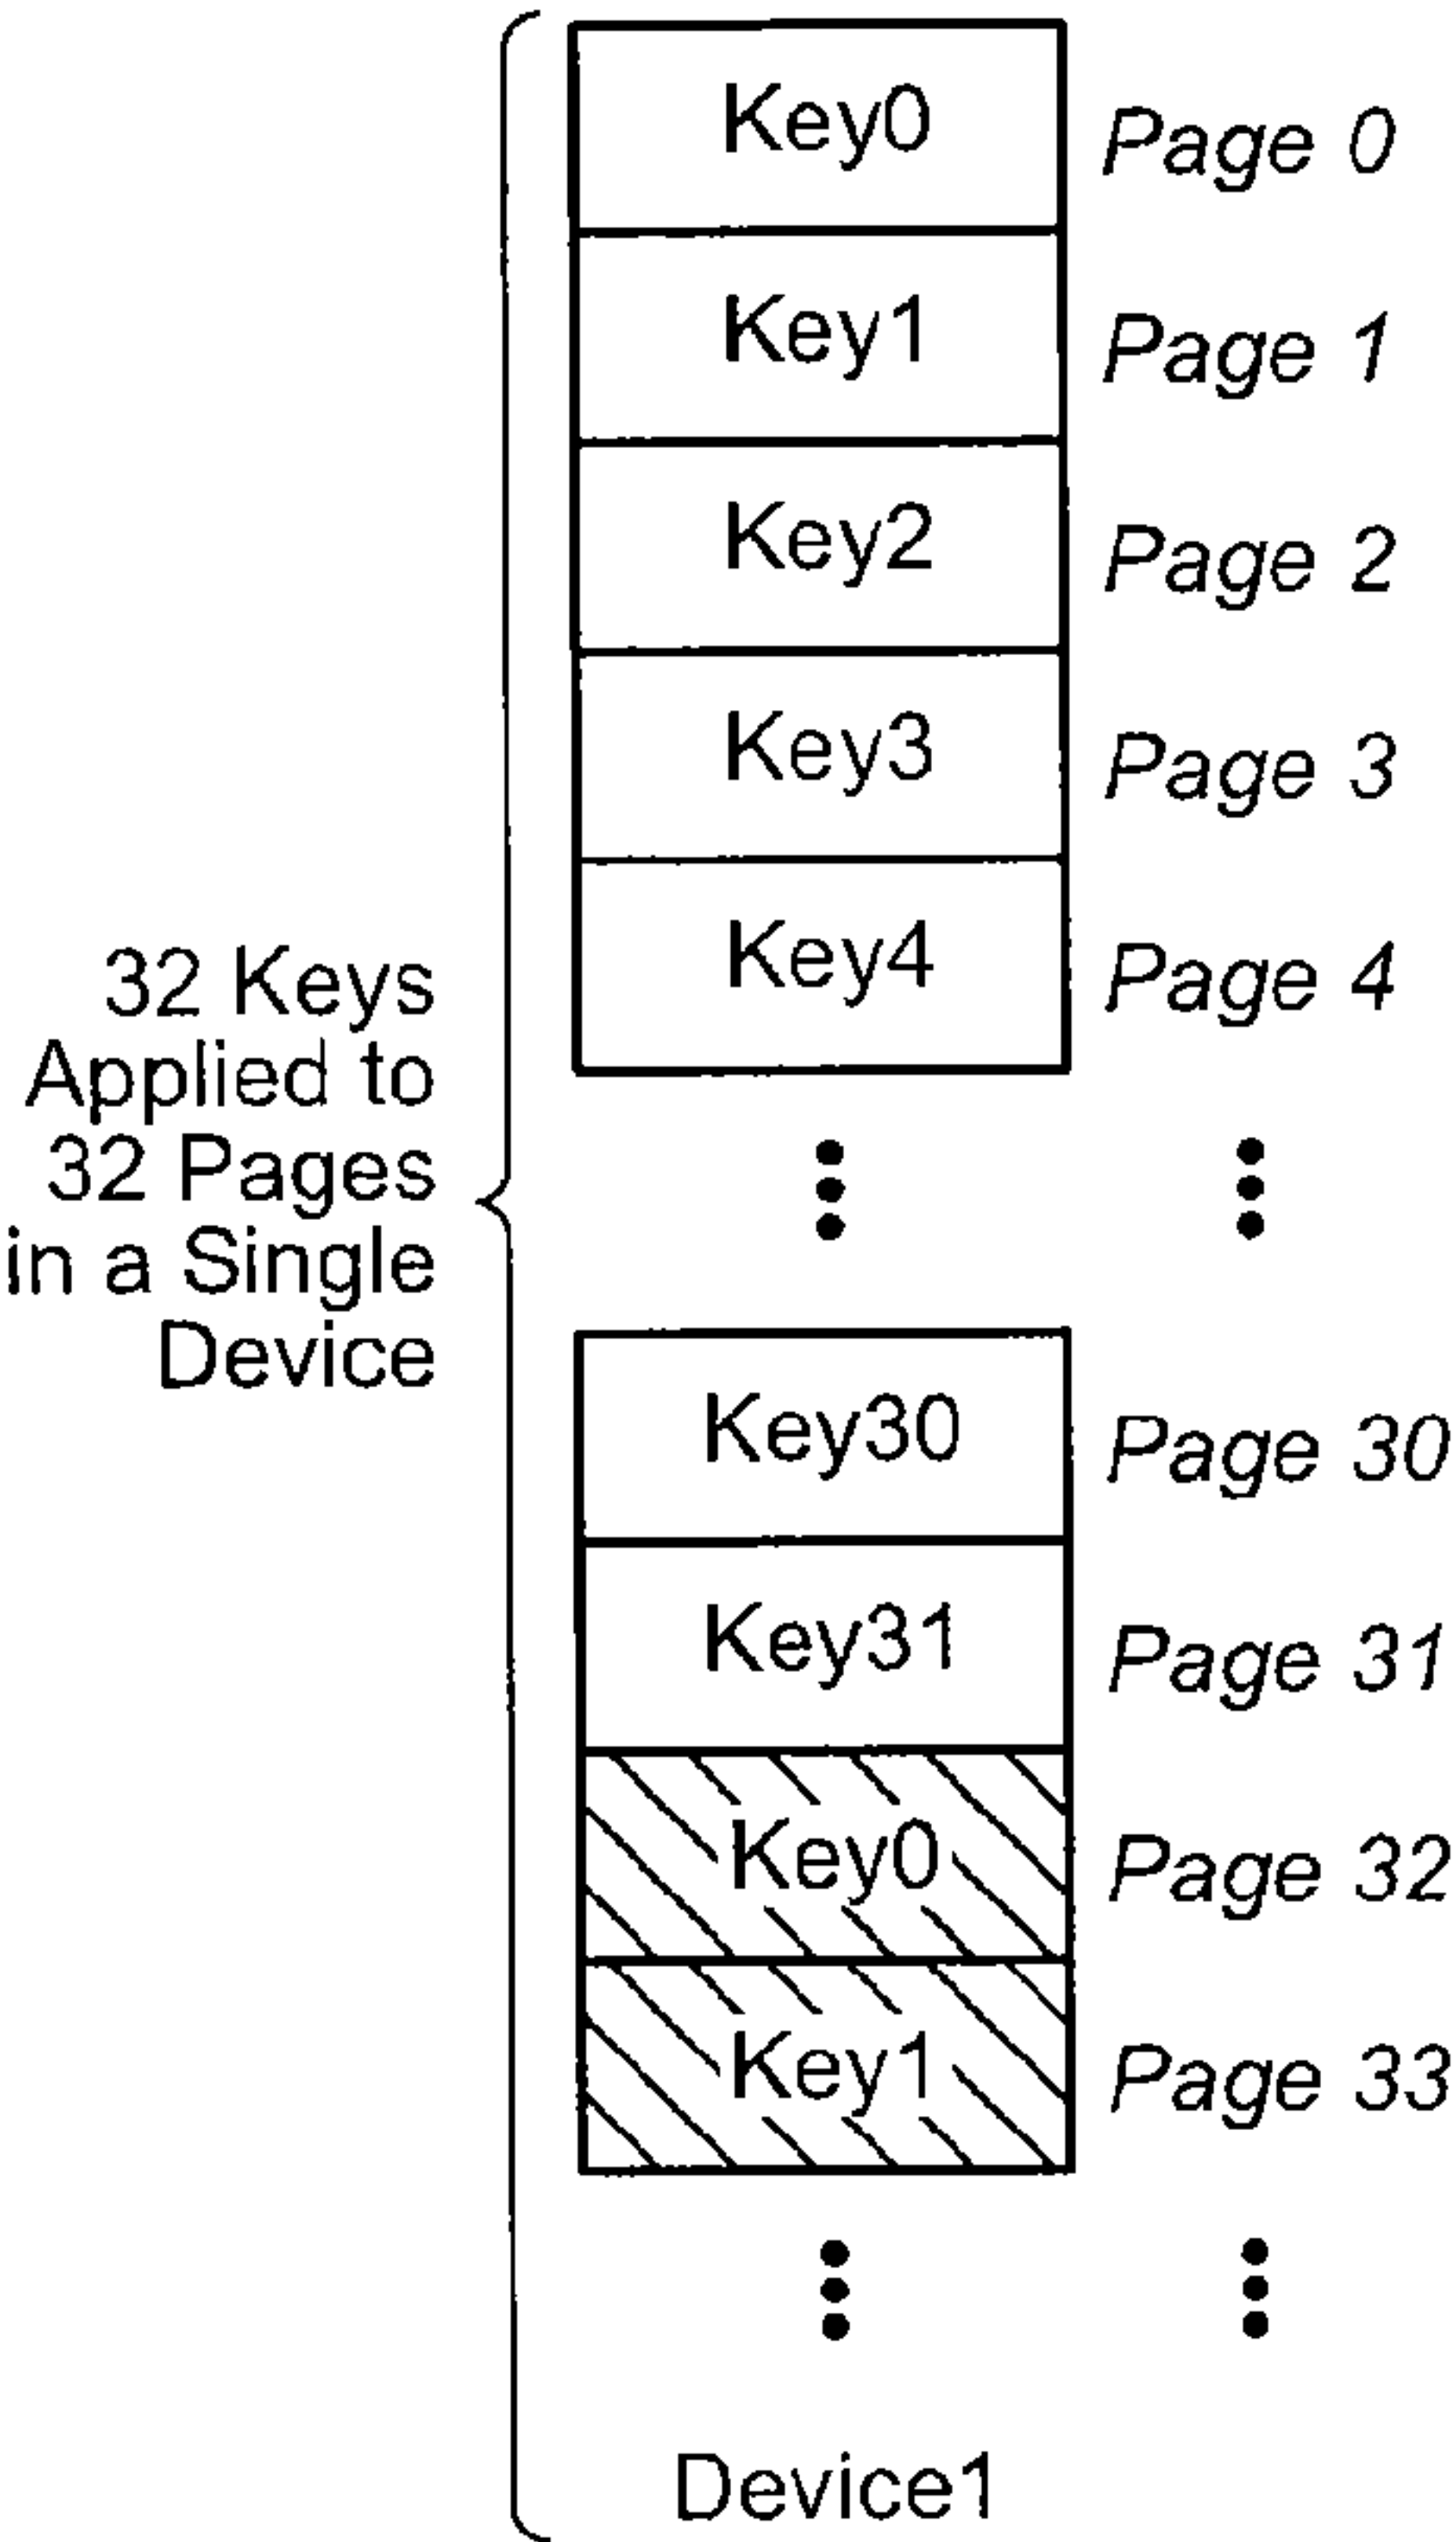 Key0 Page 0
Key1 Page 1
Key2 Page 2
Key3 Page 3
Key4 Page 4
32 Keys
Applied to
32 Pages
in a Single
Device
Key30 Page 30
Key31 Page 31
Key0 Page 32
Key1 Page 33
Device1